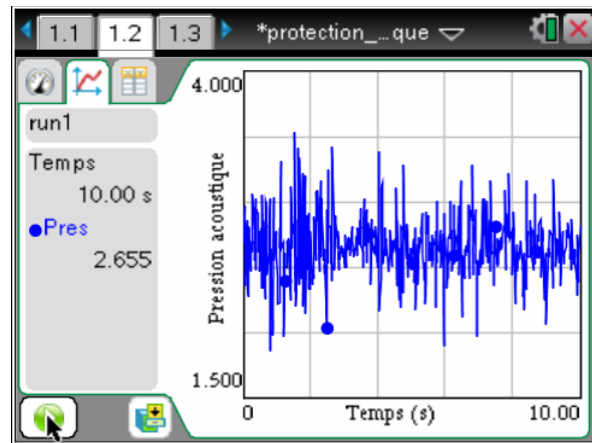 1.1 1.2 1.3 *protection_…que
run1
Temps
10.00 s
Pres
2.655
4.000
Pression acoustique
1.500
0 Temps (s) 10.00